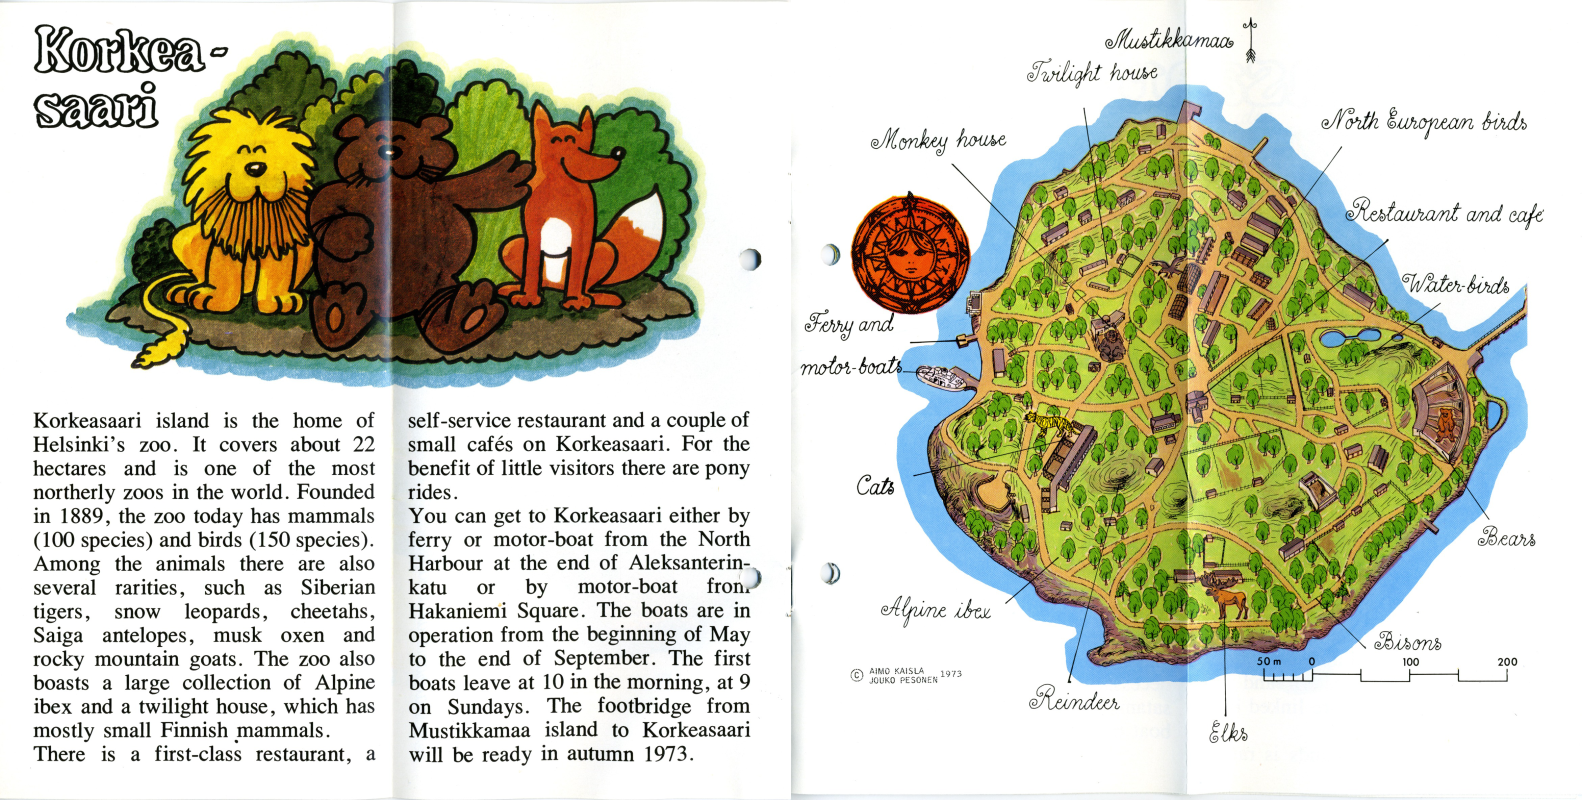 Korkea-
saari
Korkeasaari island is the home of
Helsinki's zoo. It covers about 22
hectares and is one of the most
northerly zoos in the world. Founded
in 1889, the zoo today has mammals
(100 species) and birds (150 species).
Among the animals there are also
several rarities, such as Siberian
tigers, snow leopards, cheetahs,
Saiga antelopes, musk oxen and
rocky mountain goats. The zoo also
boasts a large collection of Alpine
ibex and a twilight house, which has
mostly small Finnish mammals.
There is a first-class restaurant, a
self-service restaurant and a couple of
small cafés on Korkeasaari. For the
benefit of little visitors there are pony
rides.
You can get to Korkeasaari either by
ferry or motor-boat from the North
Harbour at the end of Aleksanterin-
katu or by motor-boat from
Hakaniemi Square. The boats are in
operation from the beginning of May
to the end of September. The first
boats leave at 10 in the morning, at 9
on Sundays. The footbridge from
Mustikkamaa island to Korkeasaari
will be ready in autumn 1973.
Mustikkamaa
Twilight house
North European birds
Monkey house
Restaurant and café
Water-birds
Ferry and
motor-boats
Cats
Bears
Alpine ibex
Bisons
Reindeer
Elks
© AIMO KAISLA
JOUKO PESONEN 1973
50 m 0 100 200